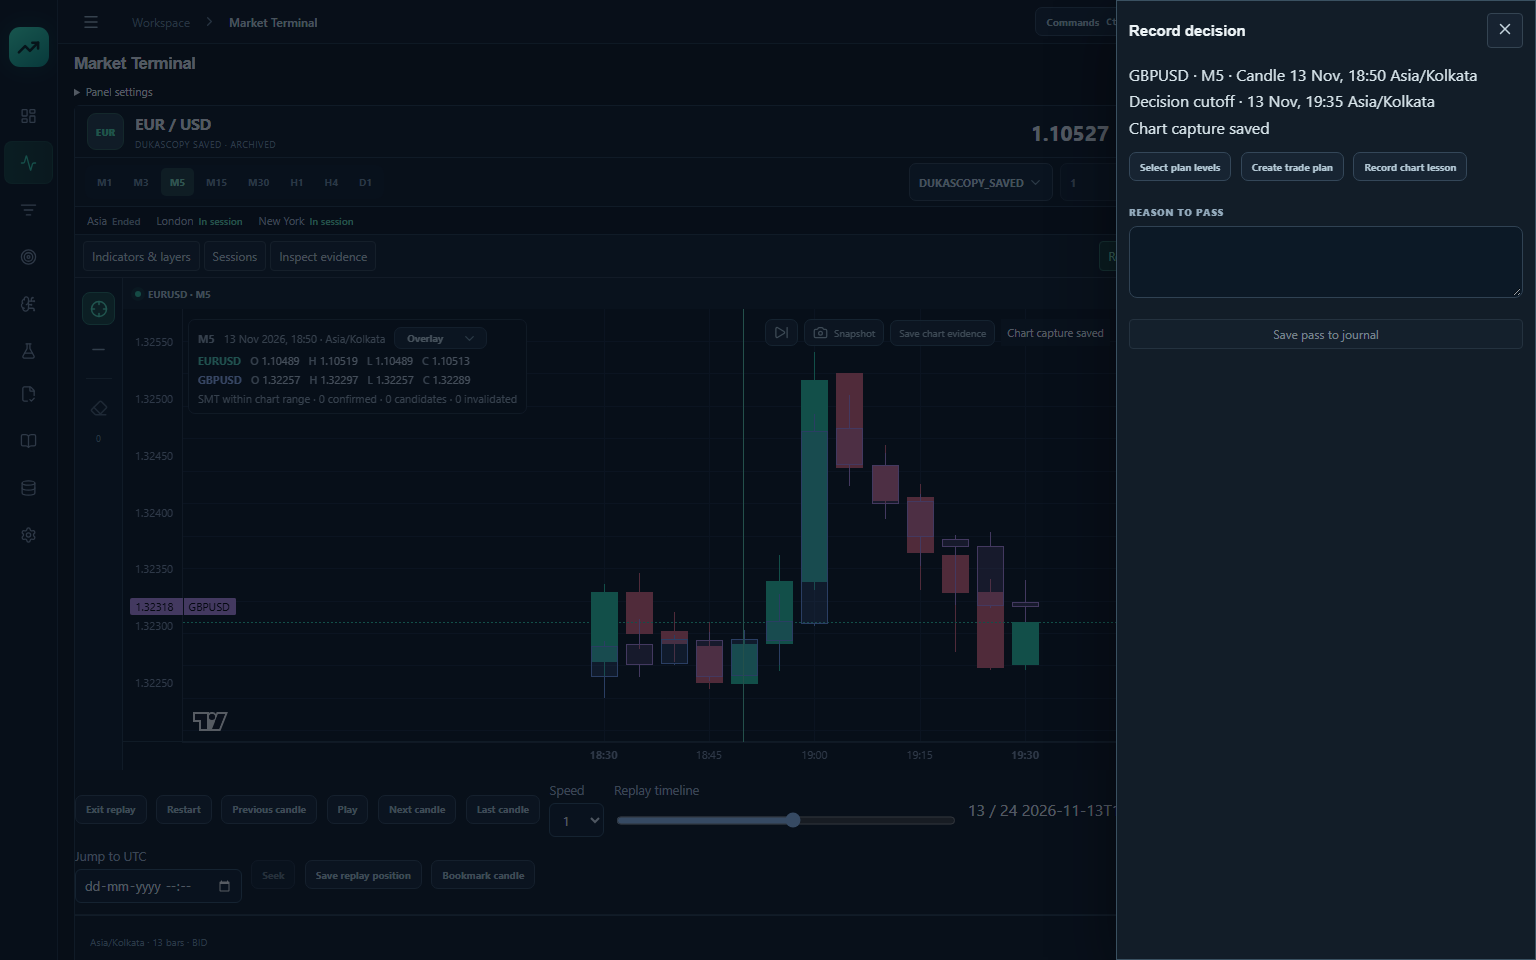 Workspace > Market Terminal
Commands
Market Terminal
Panel settings
EUR
EUR / USD
DUKASCOPY SAVED · ARCHIVED
1.10527
M1 M3 M5 M15 M30 H1 H4 D1
DUKASCOPY_SAVED
1
Asia Ended London In session New York In session
Indicators & layers Sessions Inspect evidence
EURUSD · M5
M5 13 Nov 2026, 18:50 · Asia/Kolkata Overlay
EURUSD O 1.10489 H 1.10519 L 1.10489 C 1.10513
GBPUSD O 1.32257 H 1.32297 L 1.32257 C 1.32289
SMT within chart range · 0 confirmed · 0 candidates · 0 invalidated
Snapshot Save chart evidence Chart capture saved
0
1.32550
1.32500
1.32450
1.32400
1.32350
1.32318 GBPUSD
1.32300
1.32250
18:30 18:45 19:00 19:15 19:30
Exit replay Restart Previous candle Play Next candle Last candle
Speed
1
Replay timeline
13 / 24 2026-11-13T
Jump to UTC
dd-mm-yyyy --:--
Seek Save replay position Bookmark candle
Asia/Kolkata · 13 bars · BID
Record decision
GBPUSD · M5 · Candle 13 Nov, 18:50 Asia/Kolkata
Decision cutoff · 13 Nov, 19:35 Asia/Kolkata
Chart capture saved
Select plan levels Create trade plan Record chart lesson
REASON TO PASS
Save pass to journal